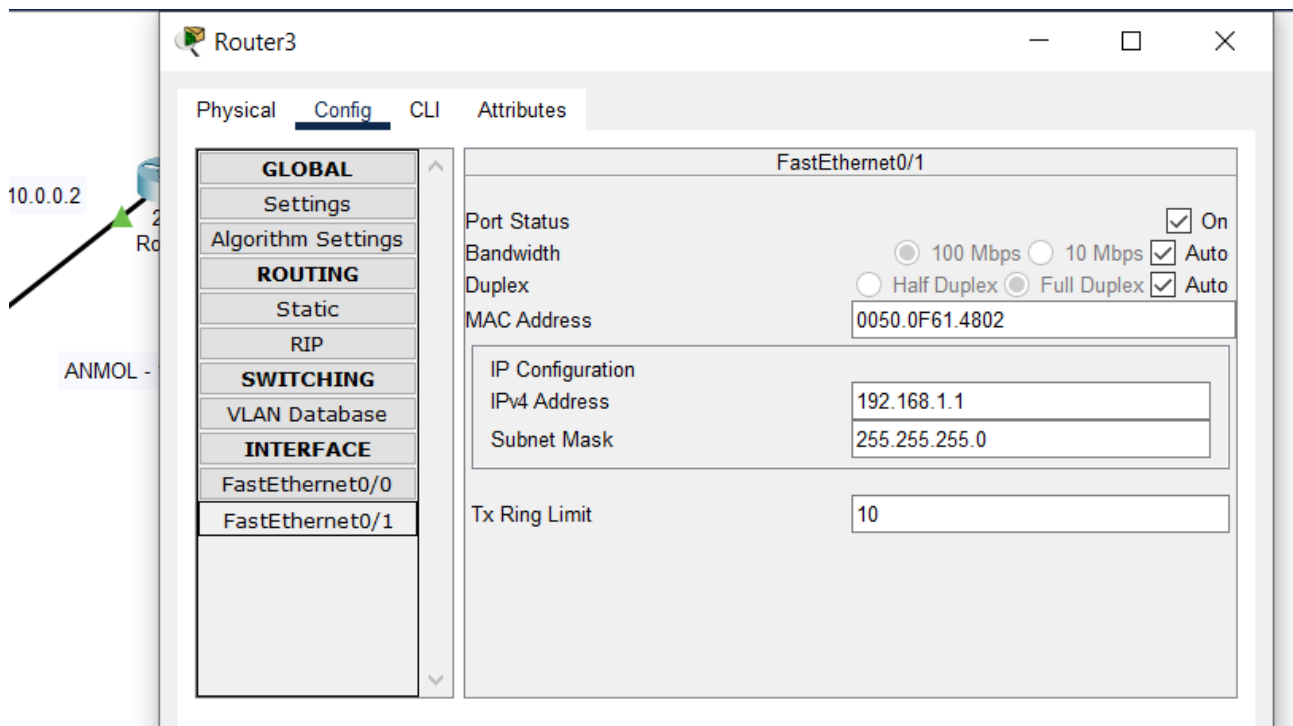 Router3
Physical Config CLI Attributes
GLOBAL
Settings
Algorithm Settings
ROUTING
Static
RIP
SWITCHING
VLAN Database
INTERFACE
FastEthernet0/0
FastEthernet0/1
FastEthernet0/1
Port Status On
Bandwidth 100 Mbps 10 Mbps Auto
Duplex Half Duplex Full Duplex Auto
MAC Address 0050.0F61.4802
IP Configuration
IPv4 Address 192.168.1.1
Subnet Mask 255.255.255.0
Tx Ring Limit 10
10.0.0.2
2
Ro
ANMOL -